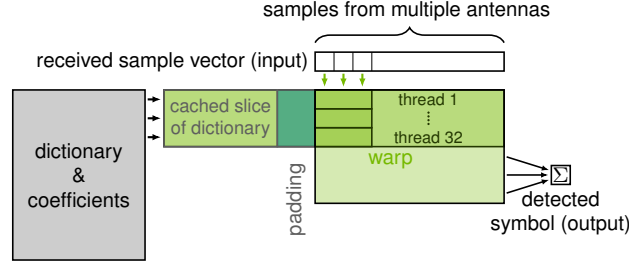 samples from multiple antennas
received sample vector (input)
cached slice
of dictionary
thread 1
thread 32
dictionary
&
coefficients
padding
warp
Σ
detected
symbol (output)